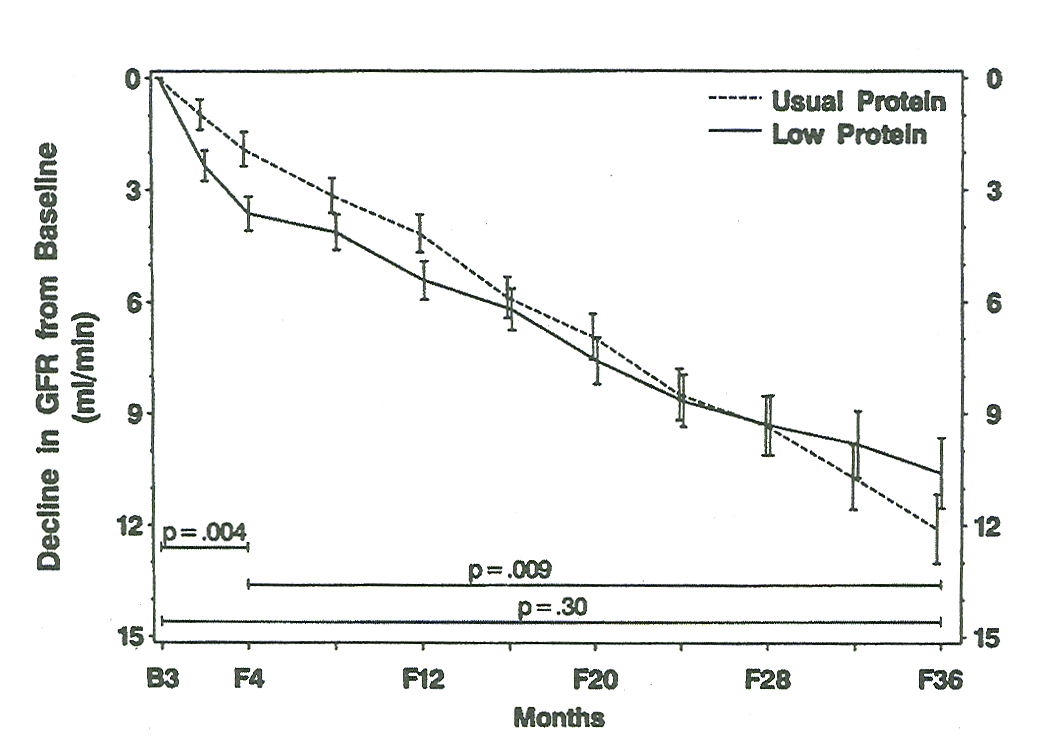 0
3
6
9
12
15
0
3
6
9
12
15
Usual Protein
Low Protein
Decline in GFR from Baseline
(ml/min)
p=.004
p=.009
p=.30
B3 F4 F12 F20 F28 F36
Months